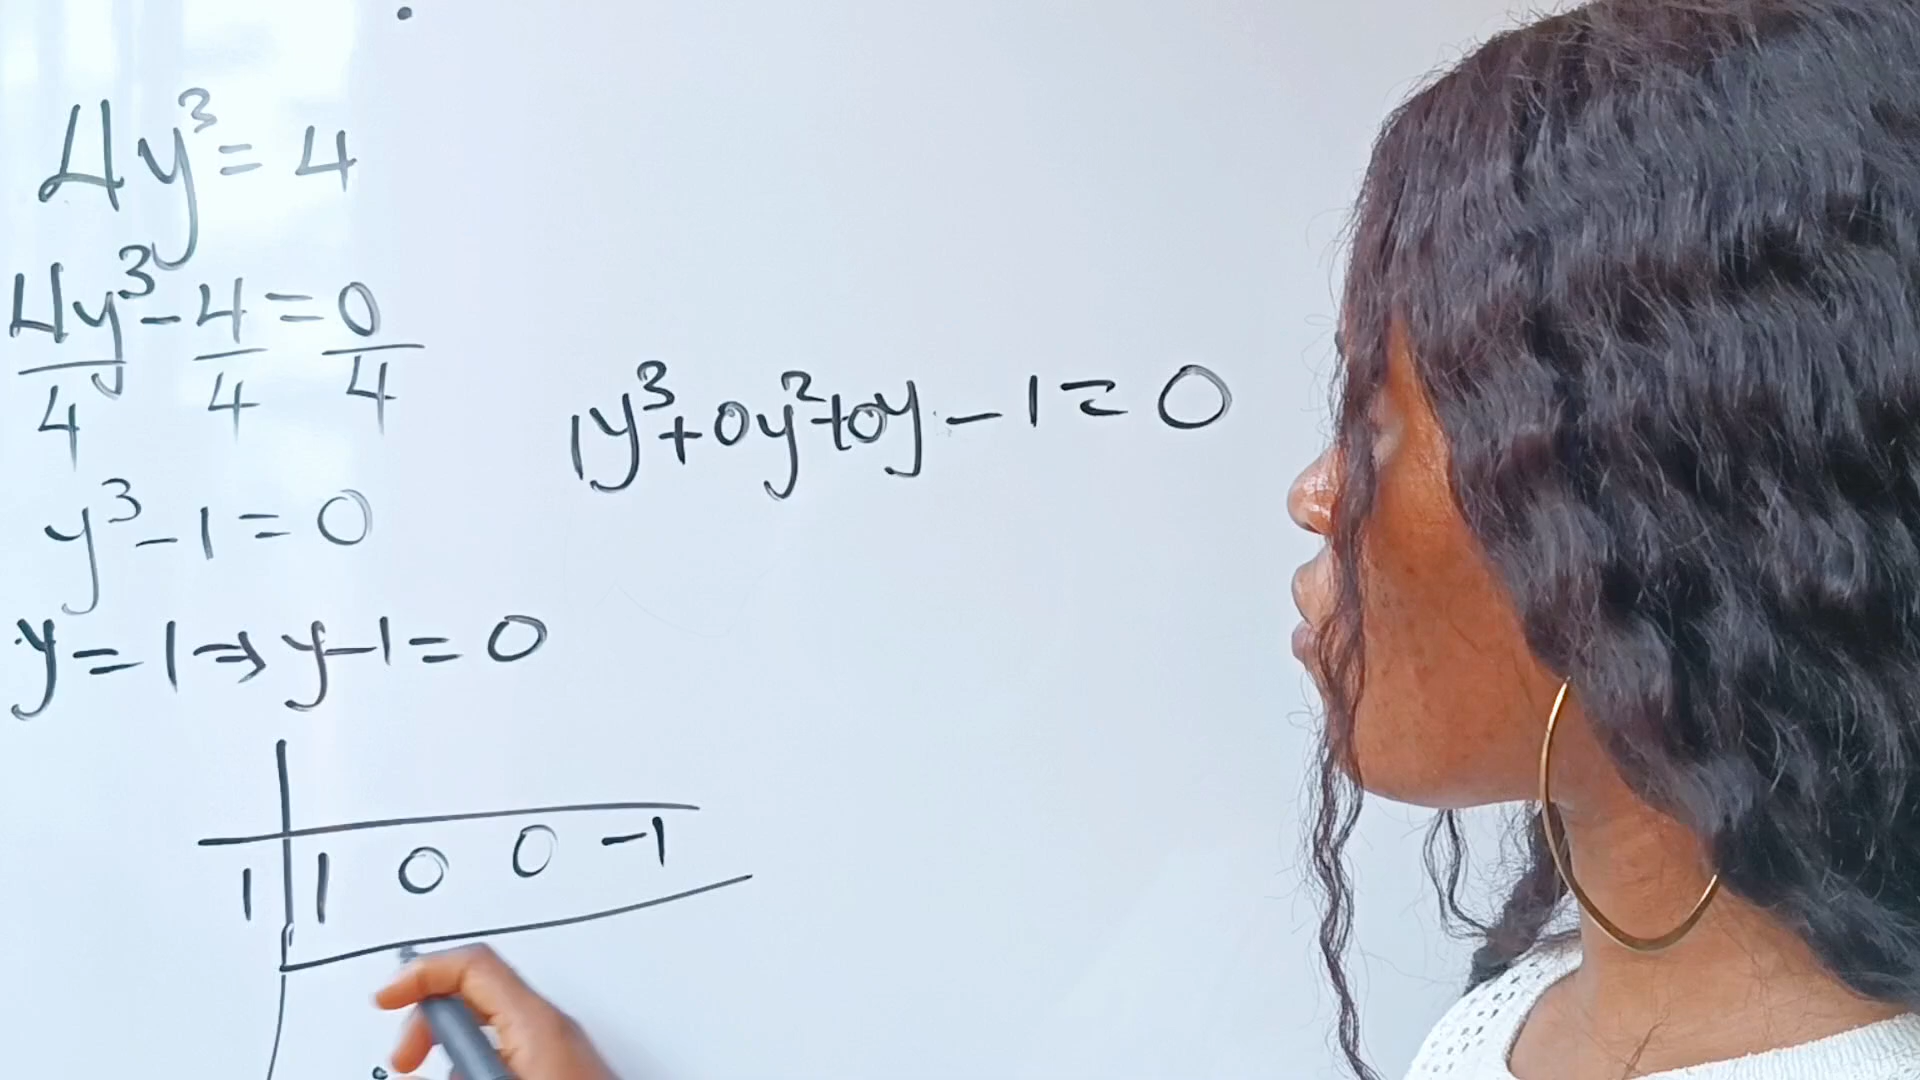 4y³ = 4
4y³ - 4 = 0
4 4 4
y³ - 1 = 0
y = 1 ⇒ y - 1 = 0
1 | 1 0 0 -1
1y³ + 0y² + 0y - 1 = 0